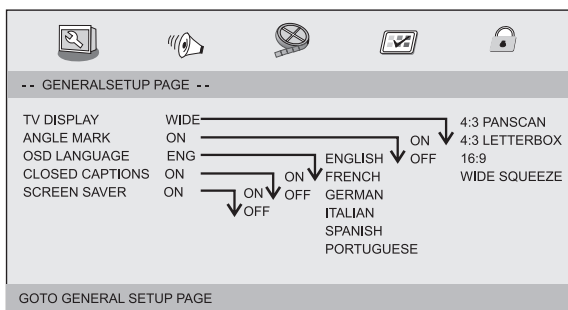 -- GENERALSETUP PAGE --
TV DISPLAY WIDE 4:3 PANSCAN
ANGLE MARK ON ON 4:3 LETTERBOX
OSD LANGUAGE ENG ENGLISH OFF 16:9
CLOSED CAPTIONS ON ON FRENCH WIDE SQUEEZE
SCREEN SAVER ON ON OFF GERMAN
OFF ITALIAN
SPANISH
PORTUGUESE
GOTO GENERAL SETUP PAGE